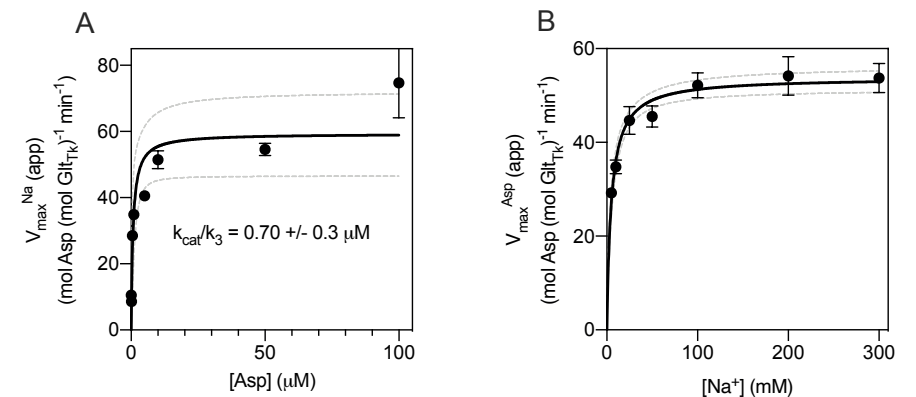 A
V_max^Na (app)
(mol Asp (mol Glt_Tk)^-1 min^-1)
80
60
40
20
0
k_cat/k_3 = 0.70 +/- 0.3 μM
0
50
100
[Asp] (μM)
B
V_max^Asp (app)
(mol Asp (mol Glt_Tk)^-1 min^-1)
60
40
20
0
0
100
200
300
[Na^+] (mM)